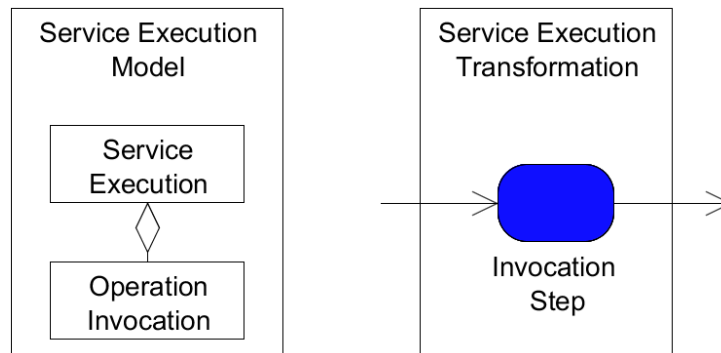 Service Execution
Model
Service
Execution
Operation
Invocation
Service Execution
Transformation
Invocation
Step